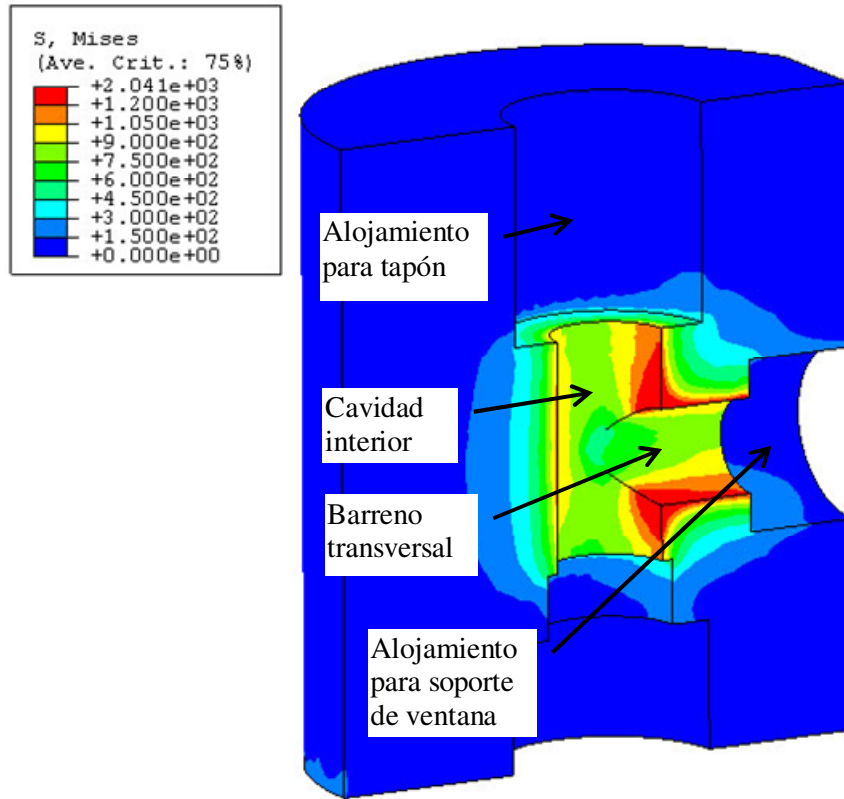 S, Mises
(Ave. Crit.: 75%)
+2.041e+03
+1.200e+03
+1.050e+03
+9.000e+02
+7.500e+02
+6.000e+02
+4.500e+02
+3.000e+02
+1.500e+02
+0.000e+00
Alojamiento
para tapón
Cavidad
interior
Barreno
transversal
Alojamiento
para soporte
de ventana